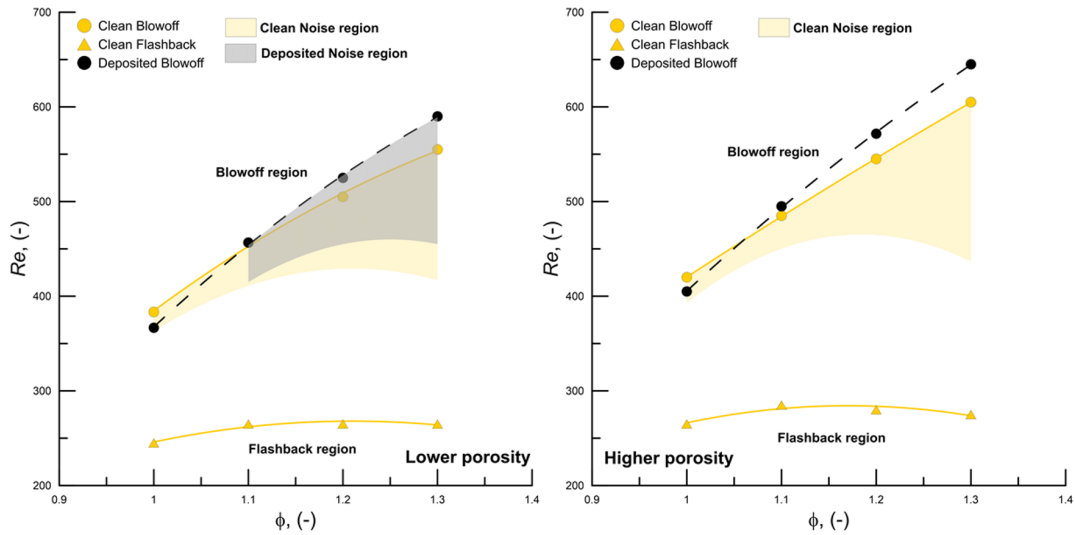 700
600
500
400
300
200
0.9
1
1.1
1.2
1.3
1.4
Re, (-)
ϕ, (-)
Clean Blowoff
Clean Flashback
Deposited Blowoff
Clean Noise region
Deposited Noise region
Blowoff region
Flashback region
Lower porosity
700
600
500
400
300
200
0.9
1
1.1
1.2
1.3
1.4
Re, (-)
ϕ, (-)
Clean Blowoff
Clean Flashback
Deposited Blowoff
Clean Noise region
Blowoff region
Flashback region
Higher porosity